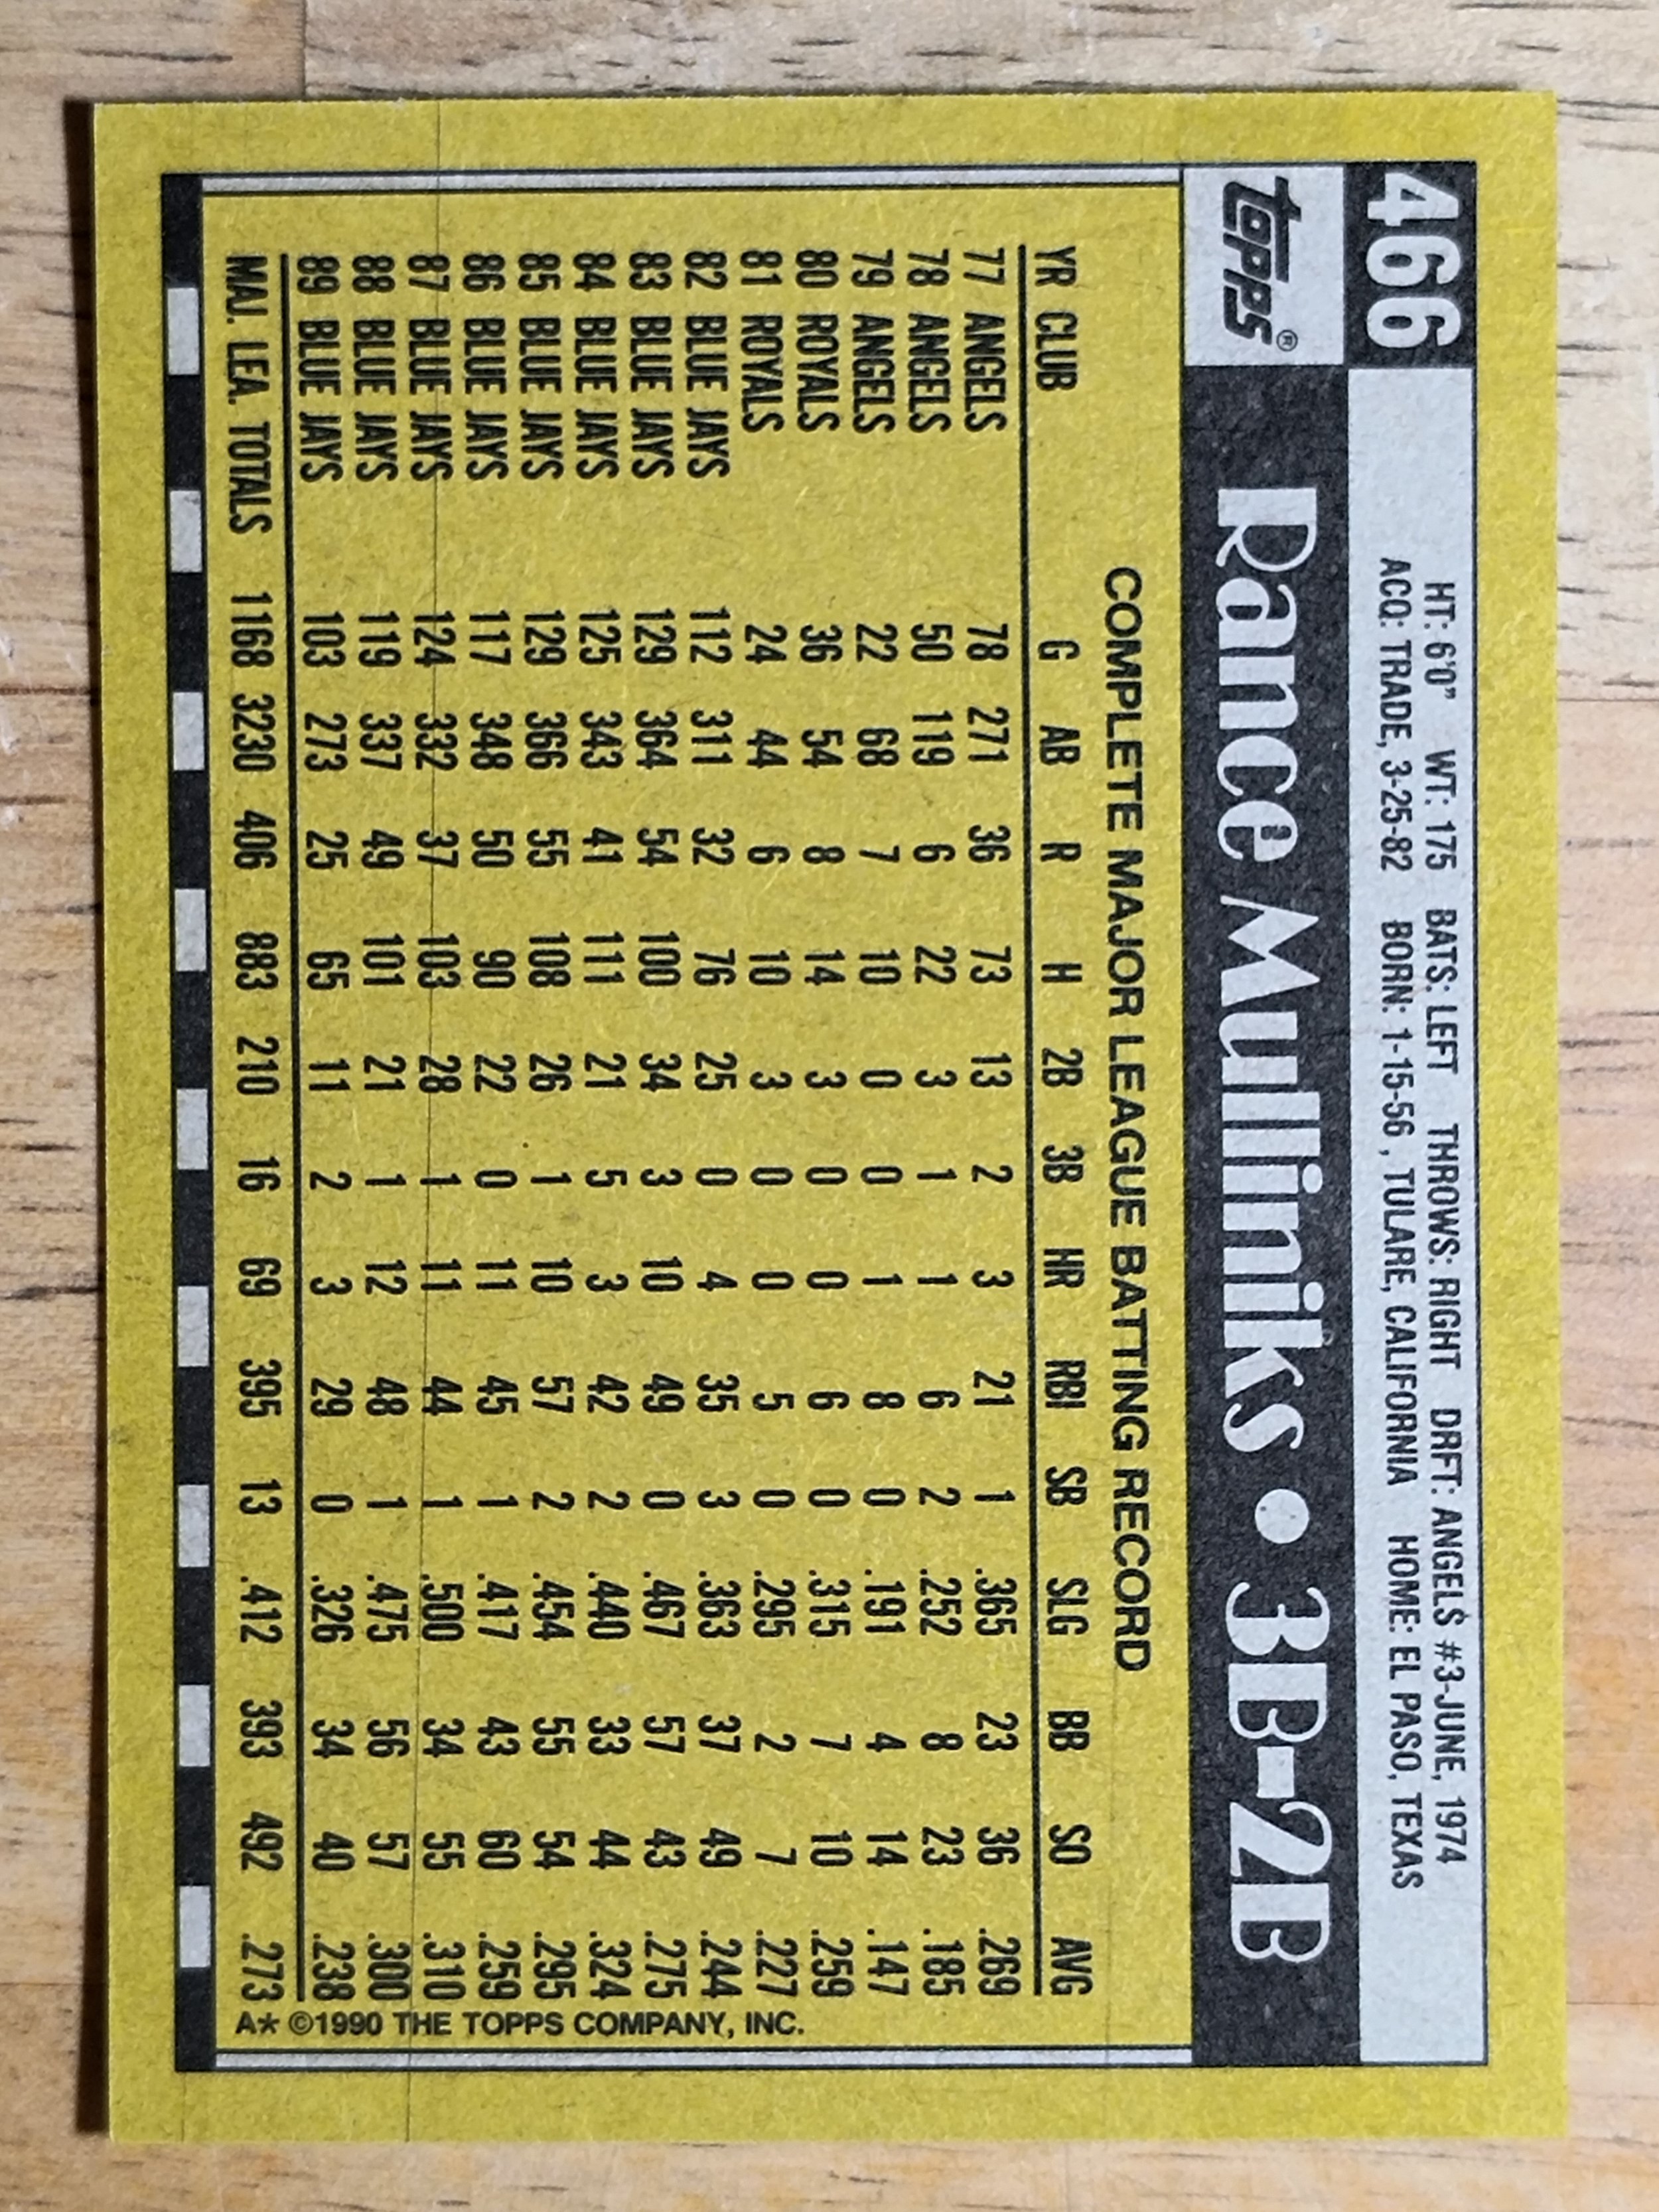 466
HT: 6'0" WT: 175 BATS: LEFT THROWS: RIGHT DRFT: ANGELS #3-JUNE, 1974
ACQ: TRADE, 3-25-82 BORN: 1-15-56, TULARE, CALIFORNIA HOME: EL PASO, TEXAS
TOPPS® Rance Mulliniks • 3B-2B
COMPLETE MAJOR LEAGUE BATTING RECORD
YR CLUB G AB R H 2B 3B HR RBI SB SLG BB SO AVG
77 ANGELS 78 271 36 73 13 2 3 21 1 .365 23 36 .269
78 ANGELS 50 119 6 22 3 1 1 6 2 .252 8 23 .185
79 ANGELS 22 68 7 10 0 0 1 8 0 .191 4 14 .147
80 ROYALS 36 54 8 14 3 0 0 6 0 .315 7 10 .259
81 ROYALS 24 44 6 10 3 0 0 5 0 .295 2 7 .227
82 BLUE JAYS 112 311 32 76 25 0 4 35 3 .363 37 49 .244
83 BLUE JAYS 129 364 54 100 34 3 10 49 0 .467 57 43 .275
84 BLUE JAYS 125 343 41 111 21 5 3 42 2 .440 33 44 .324
85 BLUE JAYS 129 366 55 108 26 1 10 57 2 .454 55 54 .295
86 BLUE JAYS 117 348 50 90 22 0 11 45 1 .417 43 60 .259
87 BLUE JAYS 124 332 37 103 28 1 11 44 1 .500 34 55 .310
88 BLUE JAYS 119 337 49 101 21 1 12 48 1 .475 56 57 .300
89 BLUE JAYS 103 273 25 65 11 2 3 29 0 .326 34 40 .238
MAJ. LEA. TOTALS 1168 3230 406 883 210 16 69 395 13 .412 393 492 .273
A* ©1990 THE TOPPS COMPANY, INC.